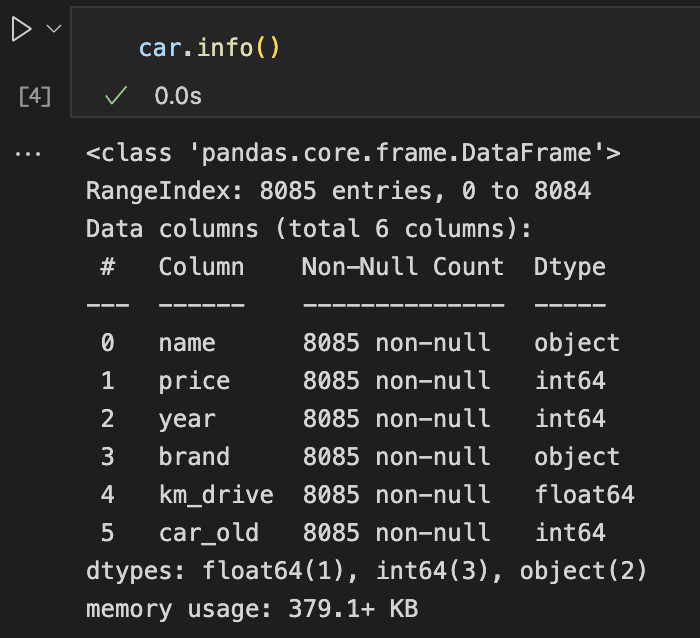 car.info()
[4]
0.0s
...
<class 'pandas.core.frame.DataFrame'>
RangeIndex: 8085 entries, 0 to 8084
Data columns (total 6 columns):
 #   Column    Non-Null Count  Dtype
---  ------    --------------  -----
 0   name      8085 non-null   object
 1   price     8085 non-null   int64
 2   year      8085 non-null   int64
 3   brand     8085 non-null   object
 4   km_drive  8085 non-null   float64
 5   car_old   8085 non-null   int64
dtypes: float64(1), int64(3), object(2)
memory usage: 379.1+ KB